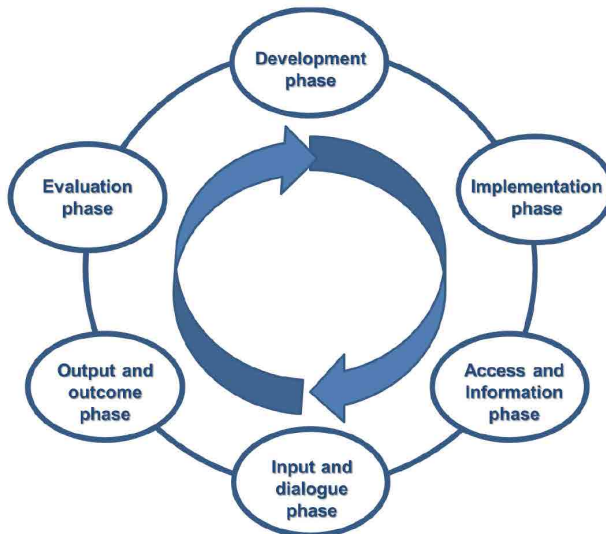 Development
phase
Implementation
phase
Access and
Information
phase
Input and
dialogue
phase
Output and
outcome
phase
Evaluation
phase